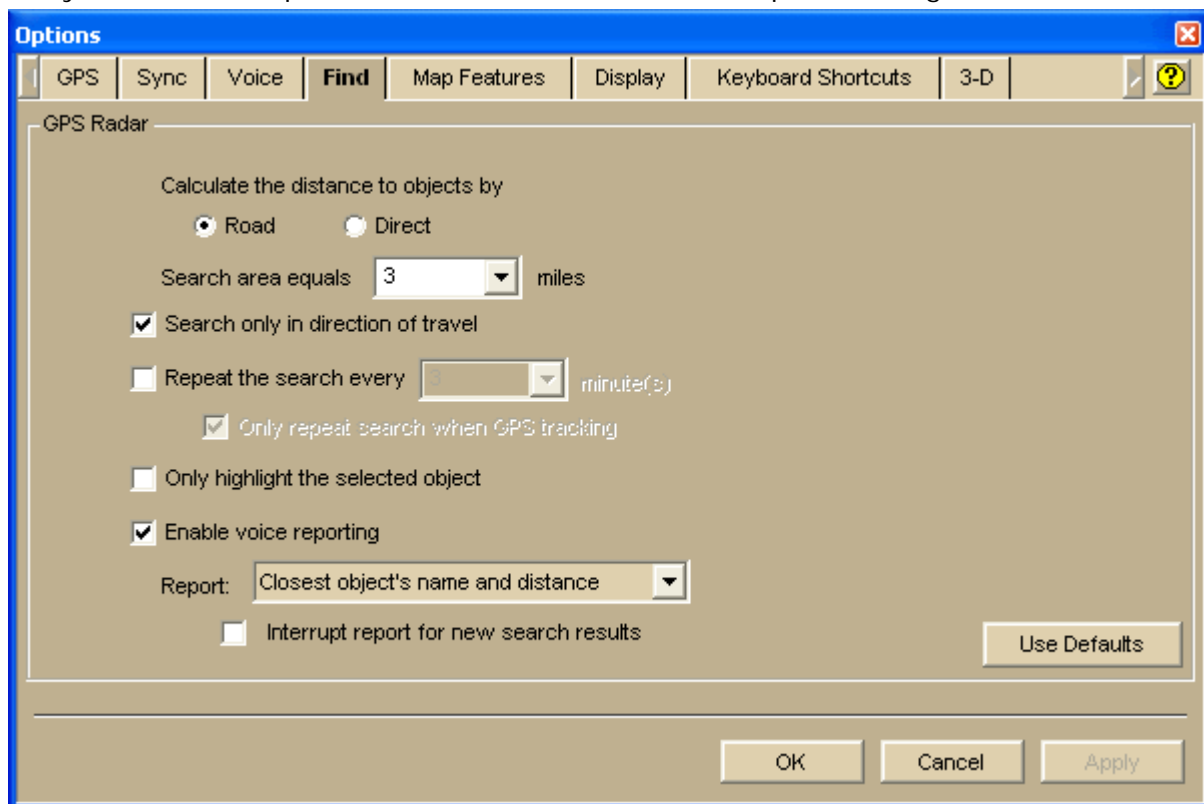 Options
GPS Sync Voice Find Map Features Display Keyboard Shortcuts 3-D ?
GPS Radar
Calculate the distance to objects by
Road Direct
Search area equals 3 miles
Search only in direction of travel
Repeat the search every 3 minute(s)
Only repeat search when GPS tracking
Only highlight the selected object
Enable voice reporting
Report: Closest object's name and distance
Interrupt report for new search results
Use Defaults
OK Cancel Apply